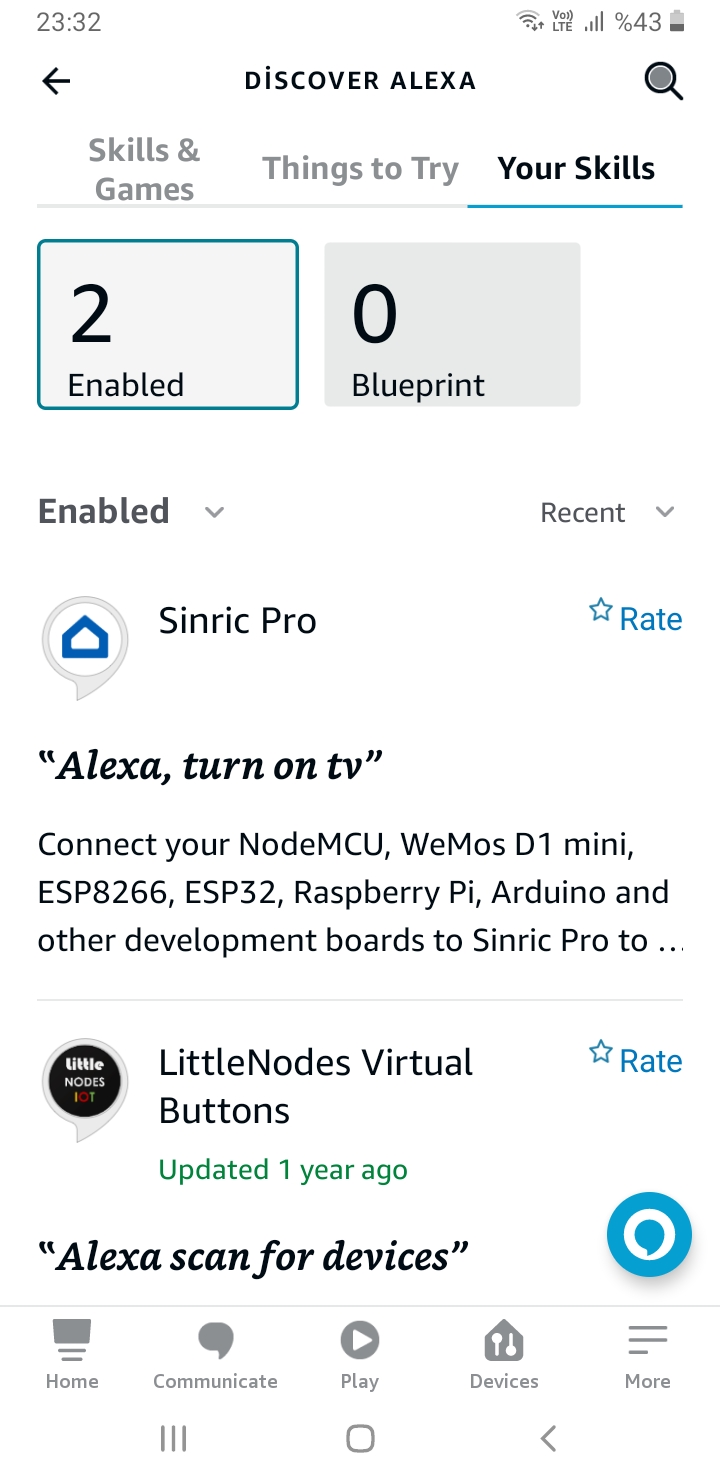 23:32
Vo))
LTE
%43
DİSCOVER ALEXA
Skills &
Games
Things to Try
Your Skills
2
Enabled
0
Blueprint
Enabled
Recent
Sinric Pro
Rate
“Alexa, turn on tv”
Connect your NodeMCU, WeMos D1 mini,
ESP8266, ESP32, Raspberry Pi, Arduino and
other development boards to Sinric Pro to ...
little
NODES
IOT
LittleNodes Virtual
Buttons
Rate
Updated 1 year ago
“Alexa scan for devices”
Home
Communicate
Play
Devices
More